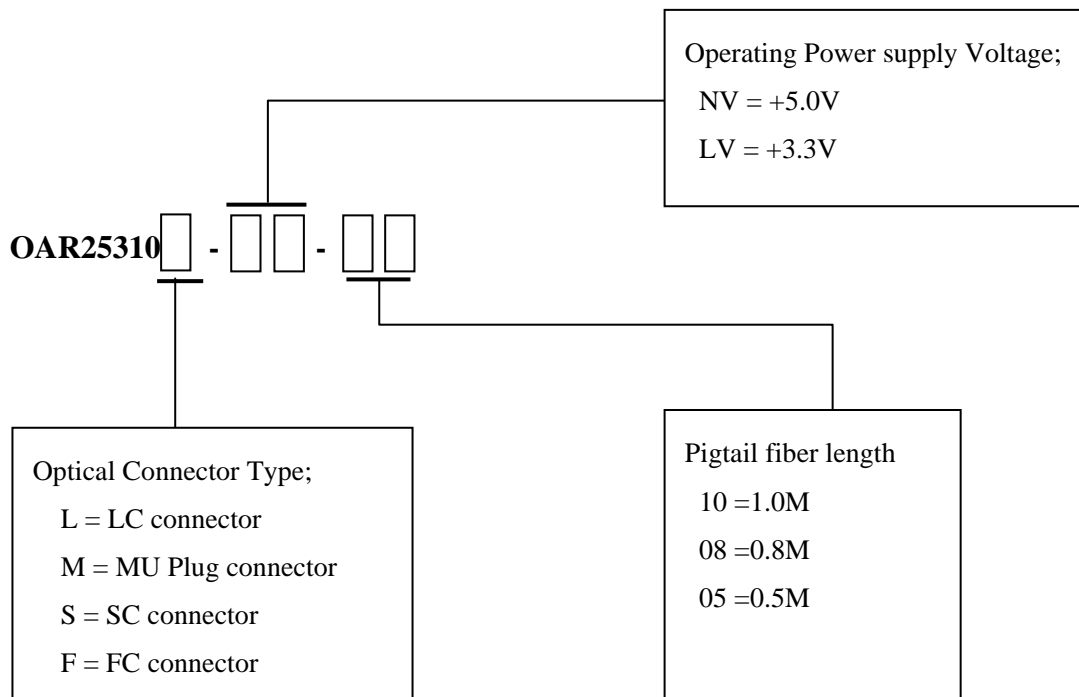 Operating Power supply Voltage;
NV = +5.0V
LV = +3.3V
OAR25310 - -
Optical Connector Type;
L = LC connector
M = MU Plug connector
S = SC connector
F = FC connector
Pigtail fiber length
10 =1.0M
08 =0.8M
05 =0.5M